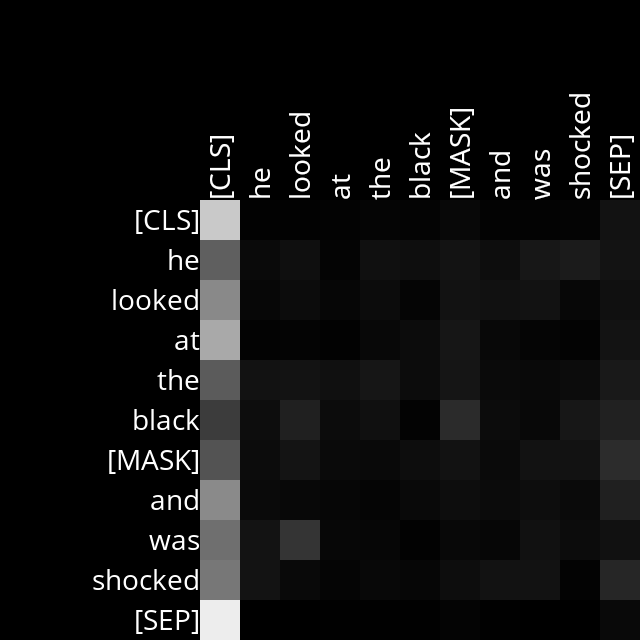 [CLS] he looked at the black [MASK] and was shocked [SEP]
[CLS]
he
looked
at
the
black
[MASK]
and
was
shocked
[SEP]